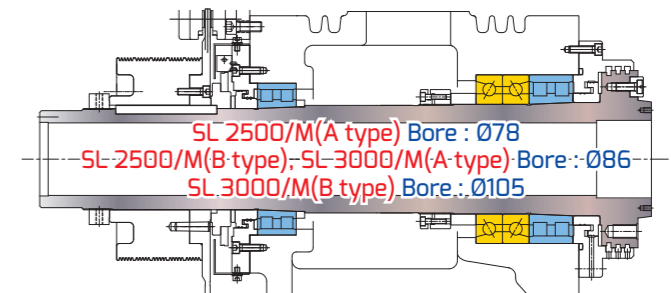 SL 2500/M(A type) Bore : Ø78
SL 2500/M(B type), SL 3000/M(A type) Bore : Ø86
SL 3000/M(B type) Bore : Ø105